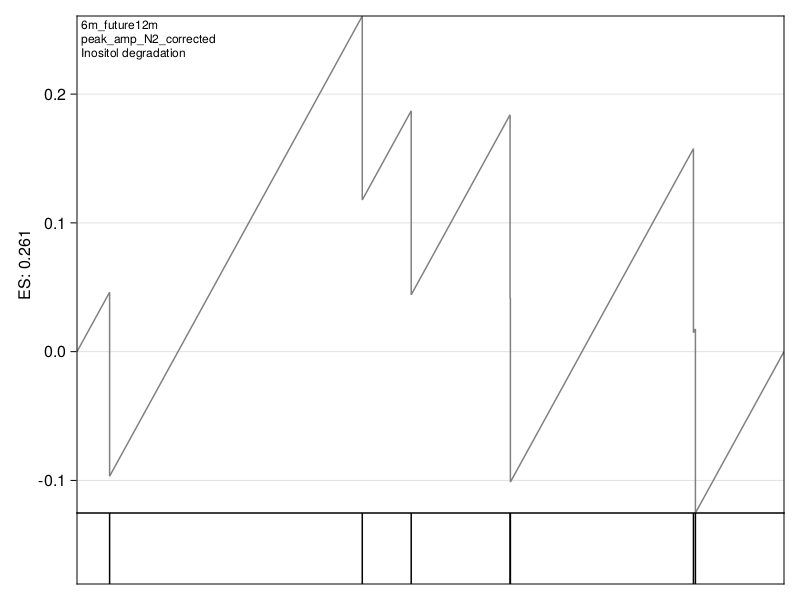 6m_future12m
peak_amp_N2_corrected
Inositol degradation
0.2
0.1
0.0
-0.1
ES: 0.261